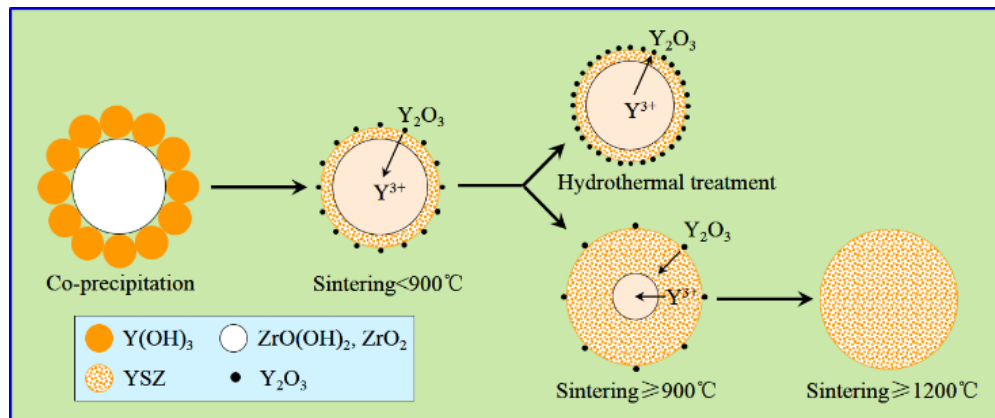 Y₂O₃
Y³⁺
Hydrothermal treatment
Y₂O₃
Y³⁺
Co-precipitation
Sintering<900℃
Y₂O₃
Y³⁺
Sintering≥900℃
Sintering≥1200℃
Y(OH)₃
ZrO(OH)₂, ZrO₂
YSZ
Y₂O₃